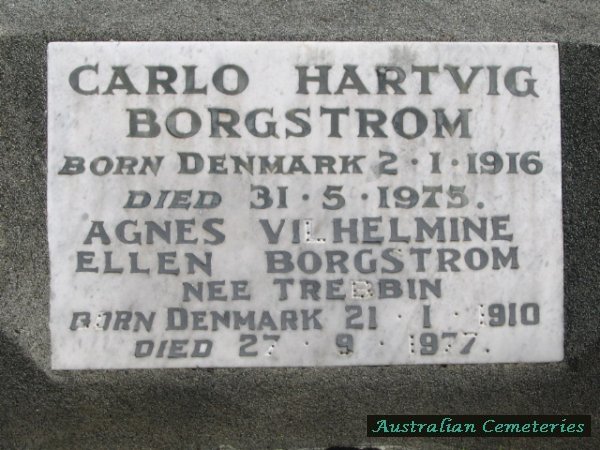 CARLO HARTVIG
BORGSTROM
BORN DENMARK 2·1·1916
DIED 31·5·1975.
AGNES VILHELMINE
ELLEN BORGSTROM
NEE TREBBIN
BORN DENMARK 21·1·1910
DIED 27·9·1977.
Australian Cemeteries